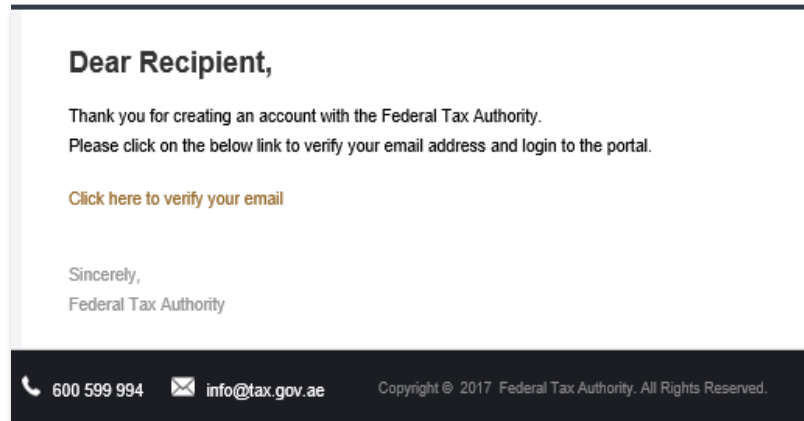 Dear Recipient,
Thank you for creating an account with the Federal Tax Authority.
Please click on the below link to verify your email address and login to the portal.
Click here to verify your email
Sincerely,
Federal Tax Authority
600 599 994 info@tax.gov.ae Copyright © 2017 Federal Tax Authority. All Rights Reserved.